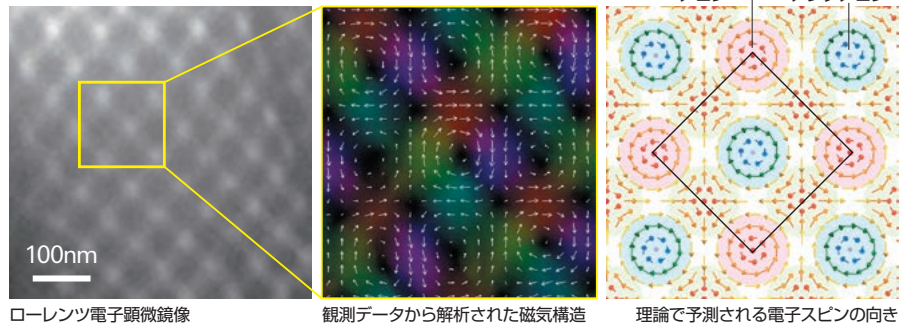 100nm
ローレンツ電子顕微鏡像
観測データから解析された磁気構造
理論で予測される電子スピンの向き